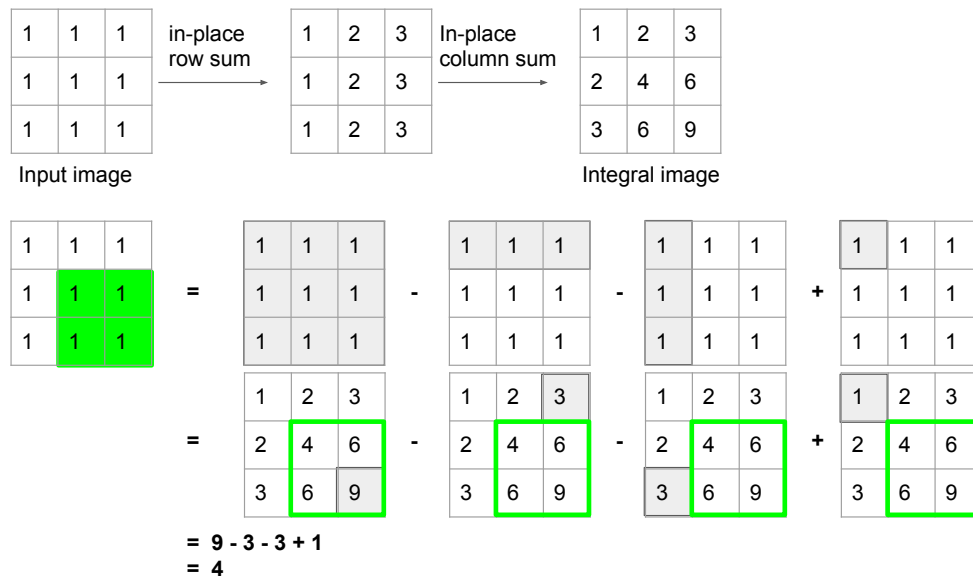 1 1 1 in-place 1 2 3 In-place 1 2 3
row sum column sum
1 1 1 1 2 3 2 4 6
1 1 1 1 2 3 3 6 9
Input image Integral image
1 1 1 1 1 1 1 1 1 1 1 1 1 1 1
1 1 1 = 1 1 1 - 1 1 1 - 1 1 1 + 1 1 1
1 1 1 1 1 1 1 1 1 1 1 1 1 1 1
1 2 3 1 2 3 1 2 3 1 2 3
= 2 4 6 - 2 4 6 - 2 4 6 + 2 4 6
3 6 9 3 6 9 3 6 9 3 6 9
= 9 - 3 - 3 + 1
= 4